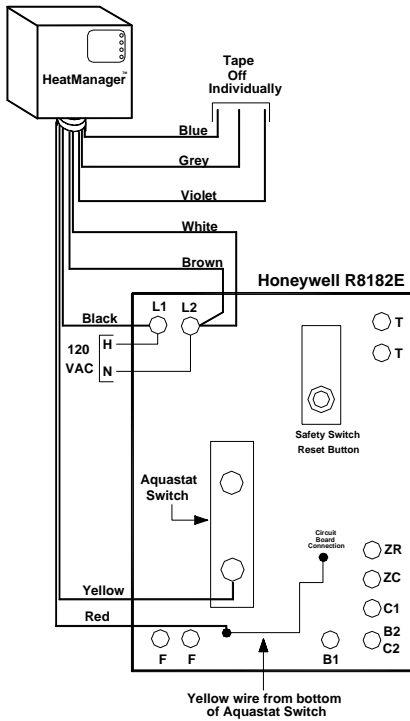 HeatManager™
Tape
Off
Individually
Blue
Grey
Violet
White
Brown
Honeywell R8182E
L1 L2
Black
H
120
VAC
N
T
T
Safety Switch
Reset Button
Aquastat
Switch
Circuit
Board
Connection
ZR
ZC
C1
B2
C2
Yellow
Red
F F
B1
Yellow wire from bottom
of Aquastat Switch